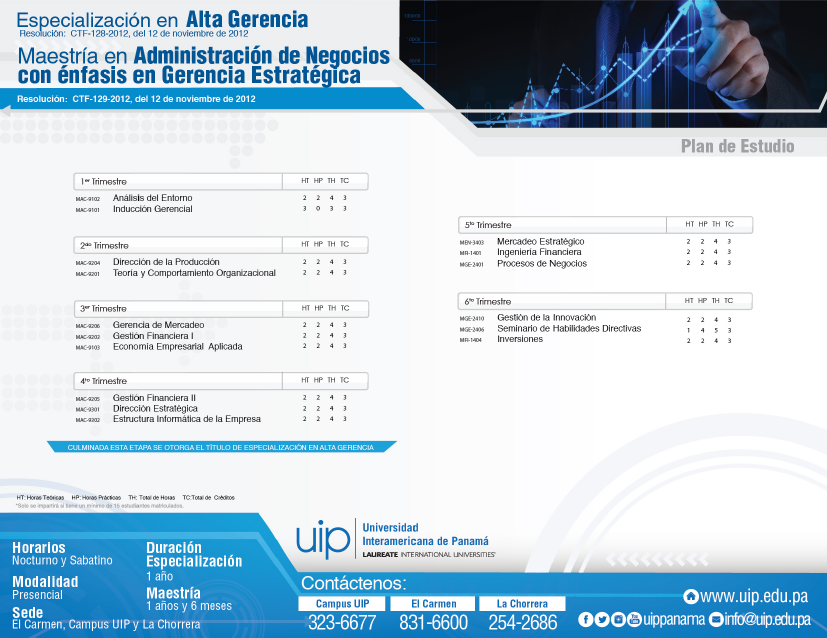 Especialización en Alta Gerencia
Resolución: CTF-128-2012, del 12 de noviembre de 2012
Maestría en Administración de Negocios
con énfasis en Gerencia Estratégica
Resolución: CTF-129-2012, del 12 de noviembre de 2012
Plan de Estudio
1er Trimestre HT HP TH TC
MAC-9102 Análisis del Entorno 2 2 4 3
MAC-9101 Inducción Gerencial 3 0 3 3
2do Trimestre HT HP TH TC
MAC-9204 Dirección de la Producción 2 2 4 3
MAC-9201 Teoría y Comportamiento Organizacional 2 2 4 3
3er Trimestre HT HP TH TC
MAC-9206 Gerencia de Mercadeo 2 2 4 3
MAC-9203 Gestión Financiera I 2 2 4 3
MAC-9103 Economía Empresarial Aplicada 2 2 4 3
4to Trimestre HT HP TH TC
MAC-9205 Gestión Financiera II 2 2 4 3
MAC-9301 Dirección Estratégica 2 2 4 3
MAC-9302 Estructura Informática de la Empresa 2 2 4 3
CULMINADA ESTA ETAPA SE OTORGA EL TÍTULO DE ESPECIALIZACIÓN EN ALTA GERENCIA
5to Trimestre HT HP TH TC
MEN-3403 Mercadeo Estratégico 2 2 4 3
MFI-1401 Ingeniería Financiera 2 2 4 3
MGE-2401 Procesos de Negocios 2 2 4 3
6to Trimestre HT HP TH TC
MGE-2410 Gestión de la Innovación 2 2 4 3
MGE-2406 Seminario de Habilidades Directivas 1 4 5 3
MFI-1404 Inversiones 2 2 4 3
HT: Horas Teóricas HP: Horas Prácticas TH: Total de Horas TC:Total de Créditos
*Solo se impartirá si tiene un mínimo de 15 estudiantes matriculados.
Horarios
Nocturno y Sabatino
Modalidad
Presencial
Sede
El Carmen, Campus UIP y La Chorrera
Duración
Especialización
1 año
Maestría
1 años y 6 meses
uip
Universidad
Interamericana de Panamá
LAUREATE INTERNATIONAL UNIVERSITIES
Contáctenos:
Campus UIP El Carmen La Chorrera
323-6677 831-6600 254-2686
www.uip.edu.pa
uippanama info@uip.edu.pa